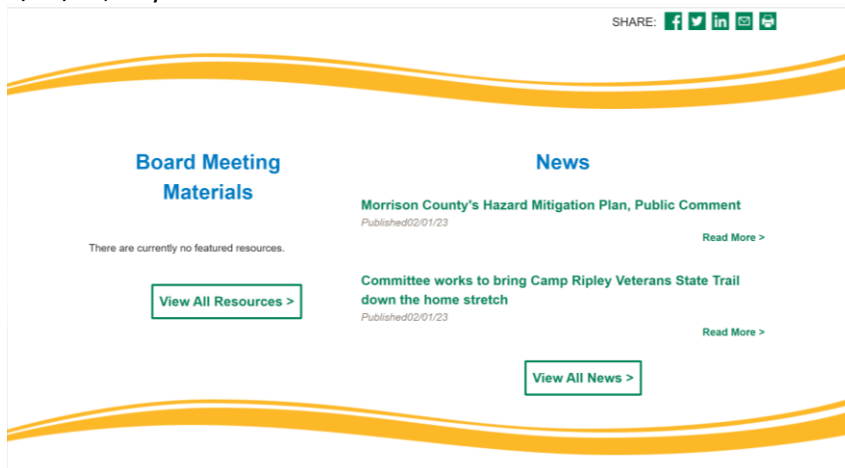 SHARE:
Board Meeting
Materials
There are currently no featured resources.
View All Resources >
News
Morrison County's Hazard Mitigation Plan, Public Comment
Published02/01/23
Read More >
Committee works to bring Camp Ripley Veterans State Trail
down the home stretch
Published02/01/23
Read More >
View All News >